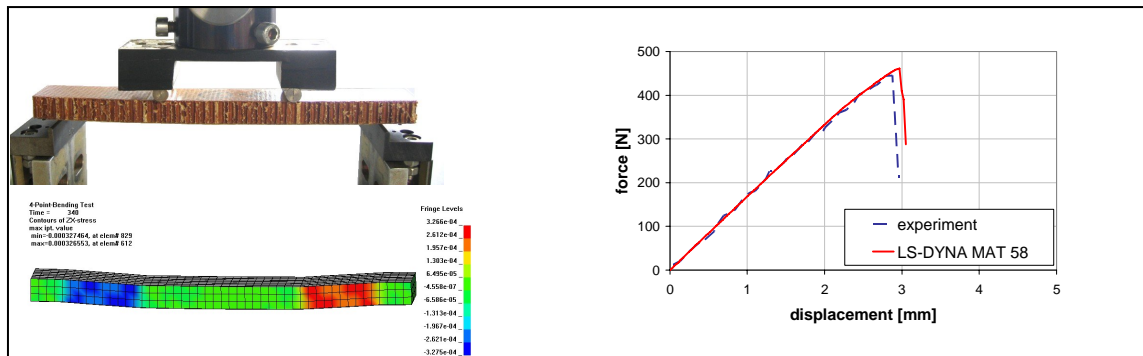 4-Point-Bending Test
Time = 340
Contours of ZX-stress
max ipt. value
min=-0.000327464, at elem# 829
max=0.000326553, at elem# 612
Fringe Levels
3.266e-04
2.612e-04
1.957e-04
1.303e-04
6.495e-05
-4.558e-07
-6.586e-05
-1.313e-04
-1.967e-04
-2.621e-04
-3.275e-04
500
400
300
200
100
0
force [N]
experiment
LS-DYNA MAT 58
0 1 2 3 4 5
displacement [mm]